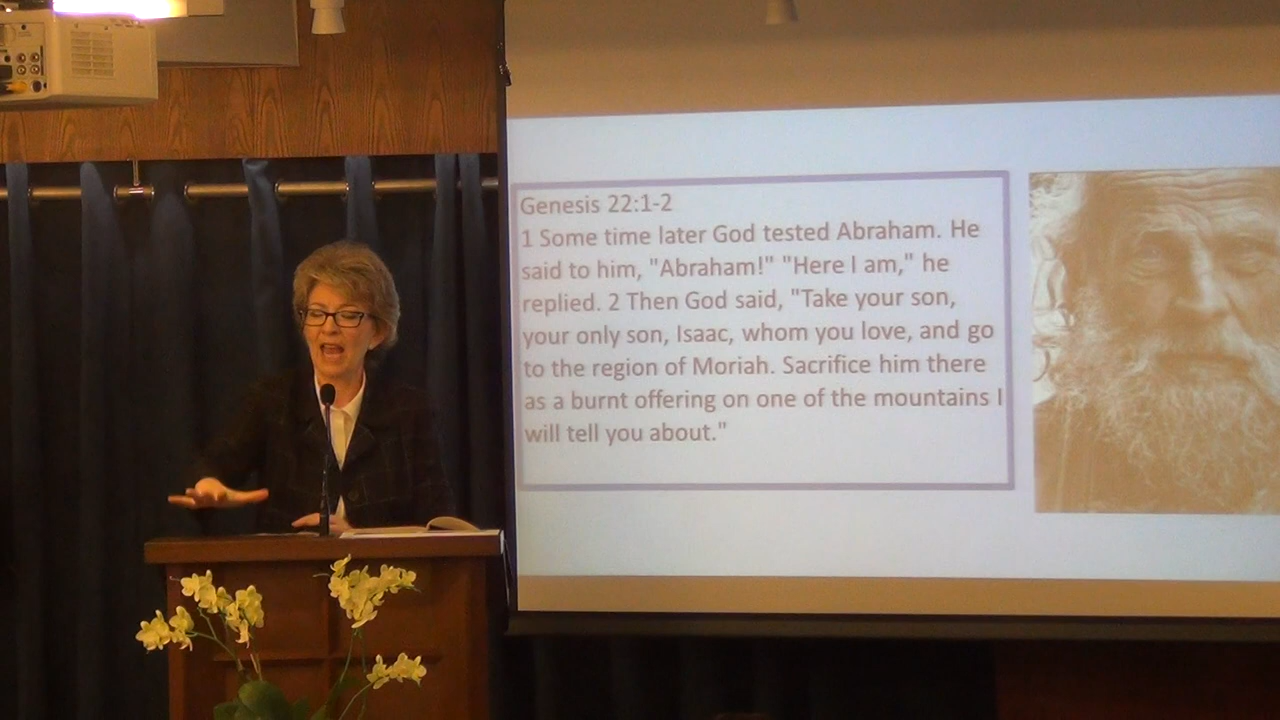 Genesis 22:1-2
1 Some time later God tested Abraham. He
said to him, "Abraham!" "Here I am," he
replied. 2 Then God said, "Take your son,
your only son, Isaac, whom you love, and go
to the region of Moriah. Sacrifice him there
as a burnt offering on one of the mountains I
will tell you about."